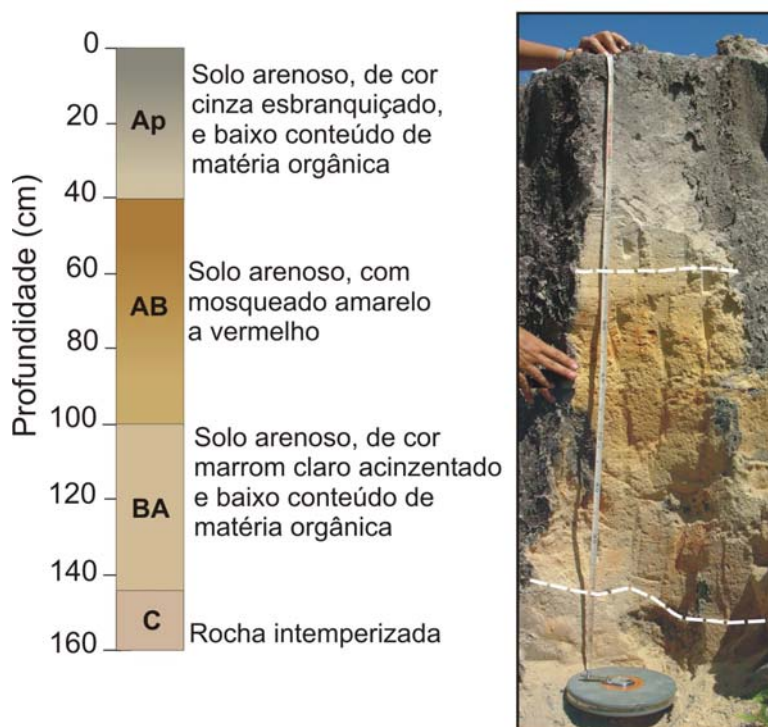 Profundidade (cm)
0
20
40
60
80
100
120
140
160
Ap
Solo arenoso, de cor
cinza esbranquiçado,
e baixo conteúdo de
matéria orgânica
AB
Solo arenoso, com
mosqueado amarelo
a vermelho
BA
Solo arenoso, de cor
marrom claro acinzentado
e baixo conteúdo de
matéria orgânica
C
Rocha intemperizada